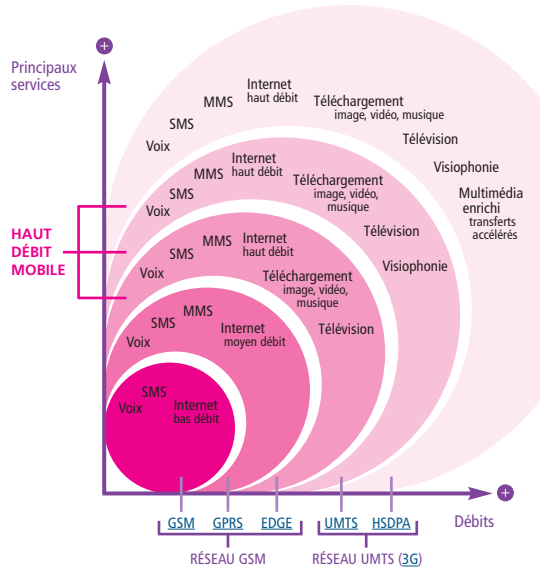 Principaux
services
Voix
SMS
MMS
Internet
haut débit
Téléchargement
image, vidéo, musique
Télévision
Visiophonie
Multimédia
enrichi
transferts
accélérés
HAUT
DÉBIT
MOBILE
Voix
SMS
MMS
Internet
haut débit
Téléchargement
image, vidéo,
musique
Télévision
Visiophonie
Voix
SMS
MMS
Internet
haut débit
Téléchargement
image, vidéo,
musique
Télévision
Voix
SMS
MMS
Internet
moyen débit
Voix
SMS
Internet
bas débit
GSM GPRS EDGE UMTS HSDPA
Débits
RÉSEAU GSM
RÉSEAU UMTS (3G)